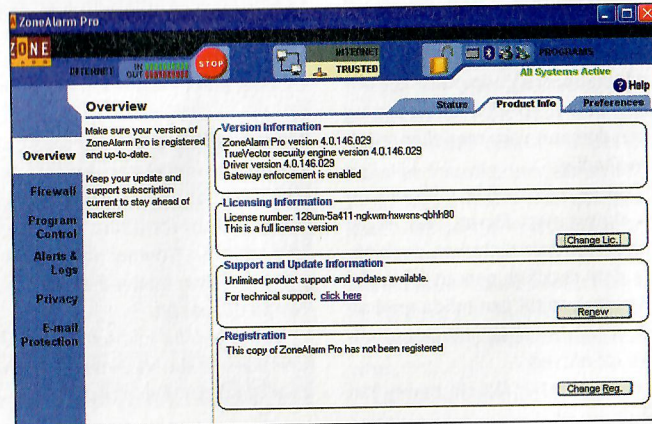 ZoneAlarm Pro
ZONE
LABS
INTERNET
IN
OUT
STOP
INTERNET
TRUSTED
PROGRAMS
All Systems Active
Help
Overview
Status
Product Info
Preferences
Overview
Firewall
Program
Control
Alerts &
Logs
Privacy
E-mail
Protection
Make sure your version of
ZoneAlarm Pro is registered
and up-to-date.
Keep your update and
support subscription
current to stay ahead of
hackers!
Version Information
ZoneAlarm Pro version 4.0.146.029
TrueVector security engine version 4.0.146.029
Driver version 4.0.146.029
Gateway enforcement is enabled
Licensing Information
License number: 128um-5a411-ngkwm-hxwsns-qbhh80
This is a full license version
Change Lic.
Support and Update Information
Unlimited product support and updates available.
For technical support, click here
Renew
Registration
This copy of ZoneAlarm Pro has not been registered
Change Reg.